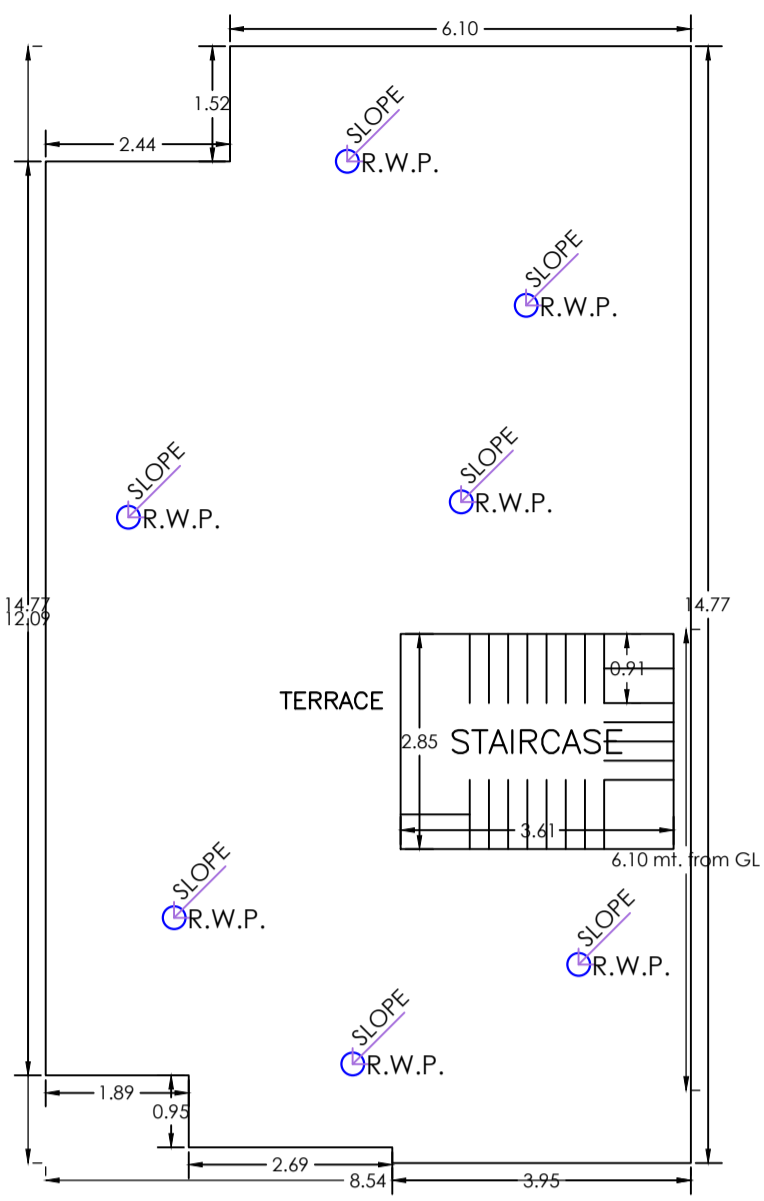 6.10
1.52
2.44
SLOPE
R.W.P.
SLOPE
R.W.P.
SLOPE
R.W.P.
SLOPE
R.W.P.
14.77
12.09
14.77
0.91
TERRACE
2.85
STAIRCASE
3.61
6.10 mt. from GL
SLOPE
R.W.P.
SLOPE
R.W.P.
SLOPE
R.W.P.
1.89
0.95
2.69
8.54
3.95